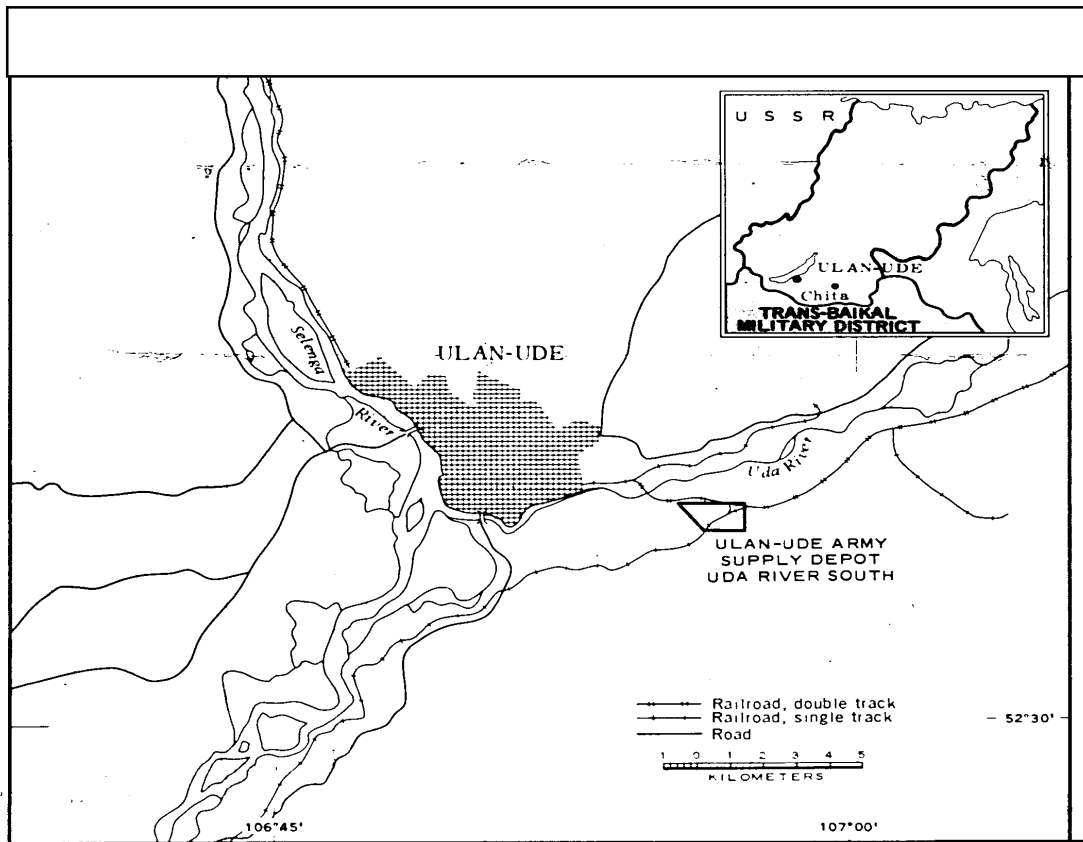 U S S R
ULAN-UDE
Chita
TRANS-BAIKAL
MILITARY DISTRICT
Selenga
River
ULAN-UDE
Uda River
ULAN-UDE ARMY
SUPPLY DEPOT
UDA RIVER SOUTH
Railroad, double track
Railroad, single track
Road
52°30'
1 0 1 2 3 4 5
KILOMETERS
106°45'
107°00'